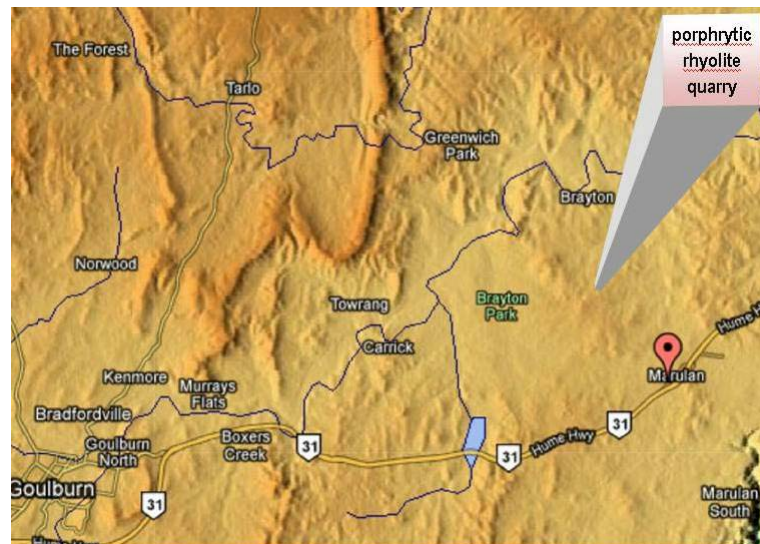 The Forest
Tarlo
porphrytic
rhyolite
quarry
Greenwich
Park
Brayton
Norwood
Towrang
Brayton
Park
Carrick
Hume H
Marulan
Kenmore
Murrays
Flats
Bradfordville
Goulburn
North
Boxers
Creek
31
31
Hume Hwy
31
Goulburn
31
Marulan
South
Hume Hwy